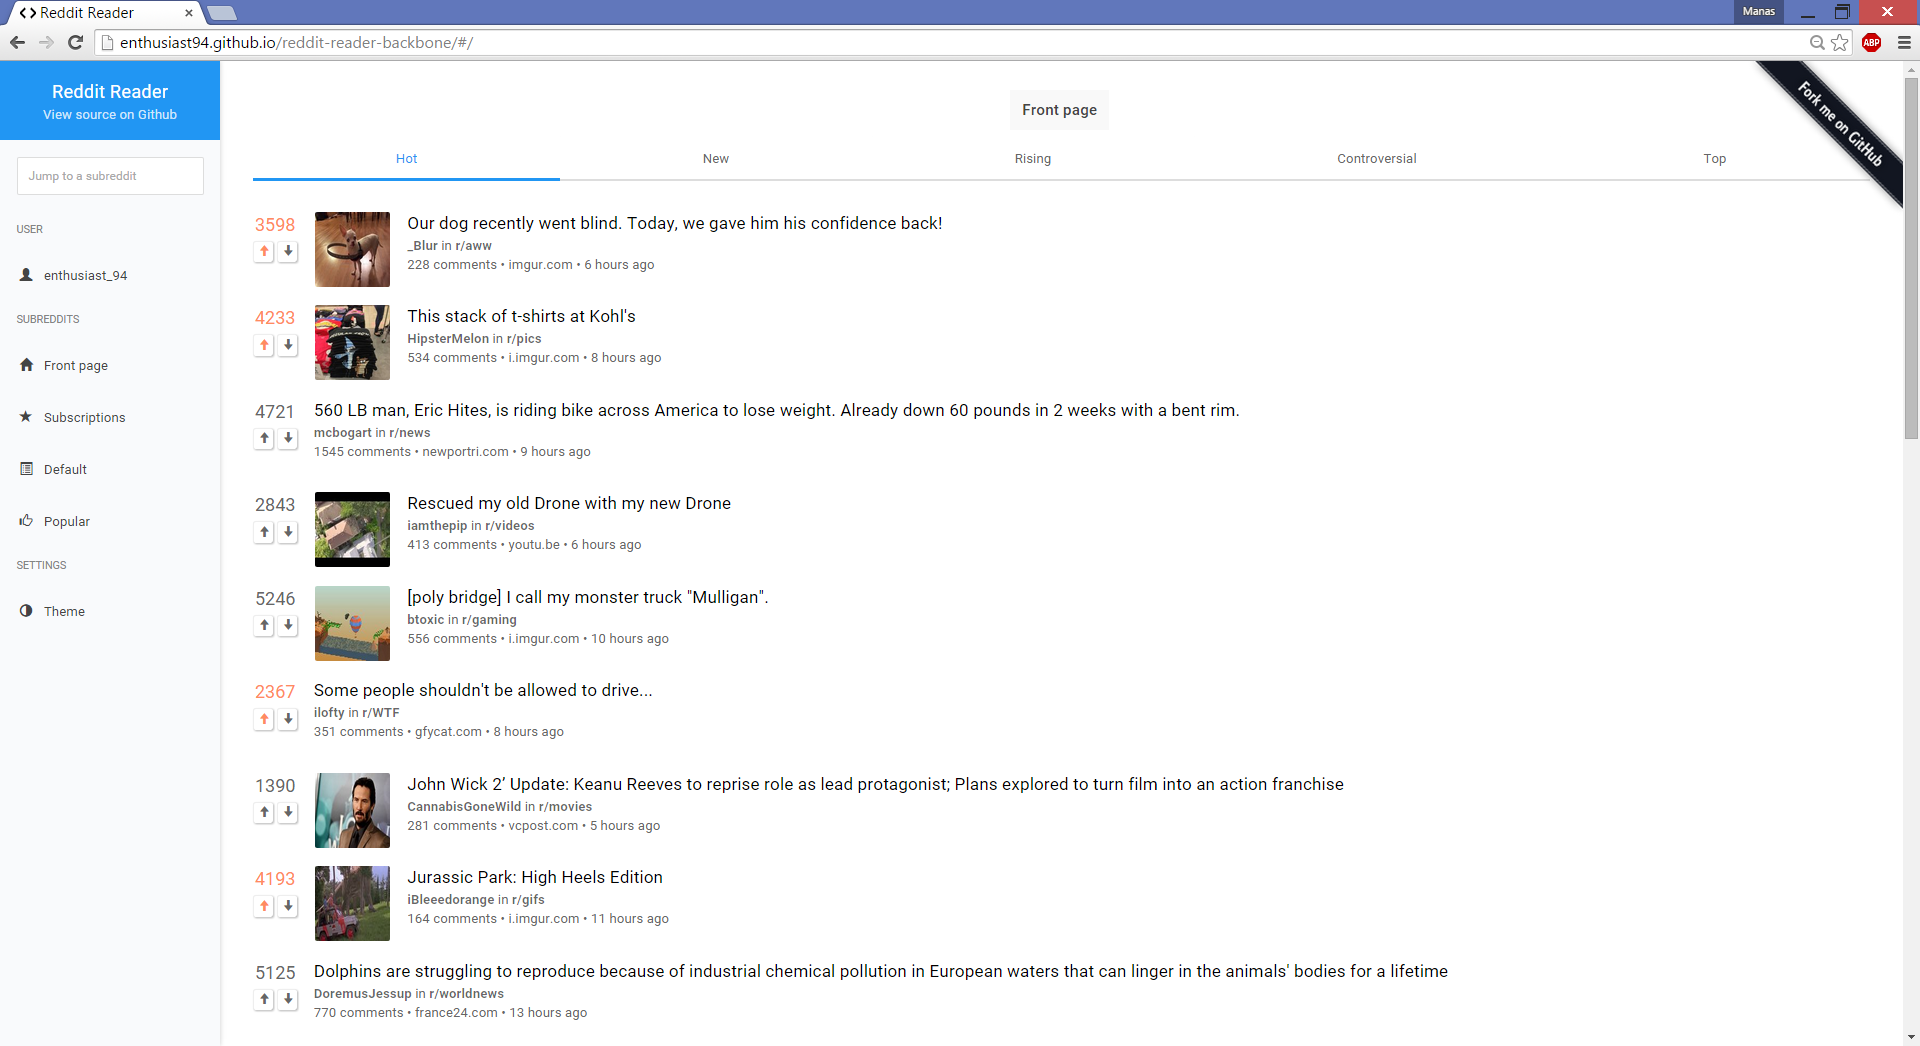 Reddit Reader
Manas
enthusiast94.github.io/reddit-reader-backbone/#/
ABP
Reddit Reader
View source on Github
Jump to a subreddit
USER
enthusiast_94
SUBREDDITS
Front page
Subscriptions
Default
Popular
SETTINGS
Theme
Fork me on GitHub
Front page
Hot
New
Rising
Controversial
Top
3598
Our dog recently went blind. Today, we gave him his confidence back!
_Blur in r/aww
228 comments • imgur.com • 6 hours ago
4233
This stack of t-shirts at Kohl's
HipsterMelon in r/pics
534 comments • i.imgur.com • 8 hours ago
4721
560 LB man, Eric Hites, is riding bike across America to lose weight. Already down 60 pounds in 2 weeks with a bent rim.
mcbogart in r/news
1545 comments • newportri.com • 9 hours ago
2843
Rescued my old Drone with my new Drone
iamthepip in r/videos
413 comments • youtu.be • 6 hours ago
5246
[poly bridge] I call my monster truck "Mulligan".
btoxic in r/gaming
556 comments • i.imgur.com • 10 hours ago
2367
Some people shouldn't be allowed to drive...
ilofty in r/WTF
351 comments • gfycat.com • 8 hours ago
1390
John Wick 2’ Update: Keanu Reeves to reprise role as lead protagonist; Plans explored to turn film into an action franchise
CannabisGoneWild in r/movies
281 comments • vcpost.com • 5 hours ago
4193
Jurassic Park: High Heels Edition
iBleeedorange in r/gifs
164 comments • i.imgur.com • 11 hours ago
5125
Dolphins are struggling to reproduce because of industrial chemical pollution in European waters that can linger in the animals' bodies for a lifetime
DoremusJessup in r/worldnews
770 comments • france24.com • 13 hours ago